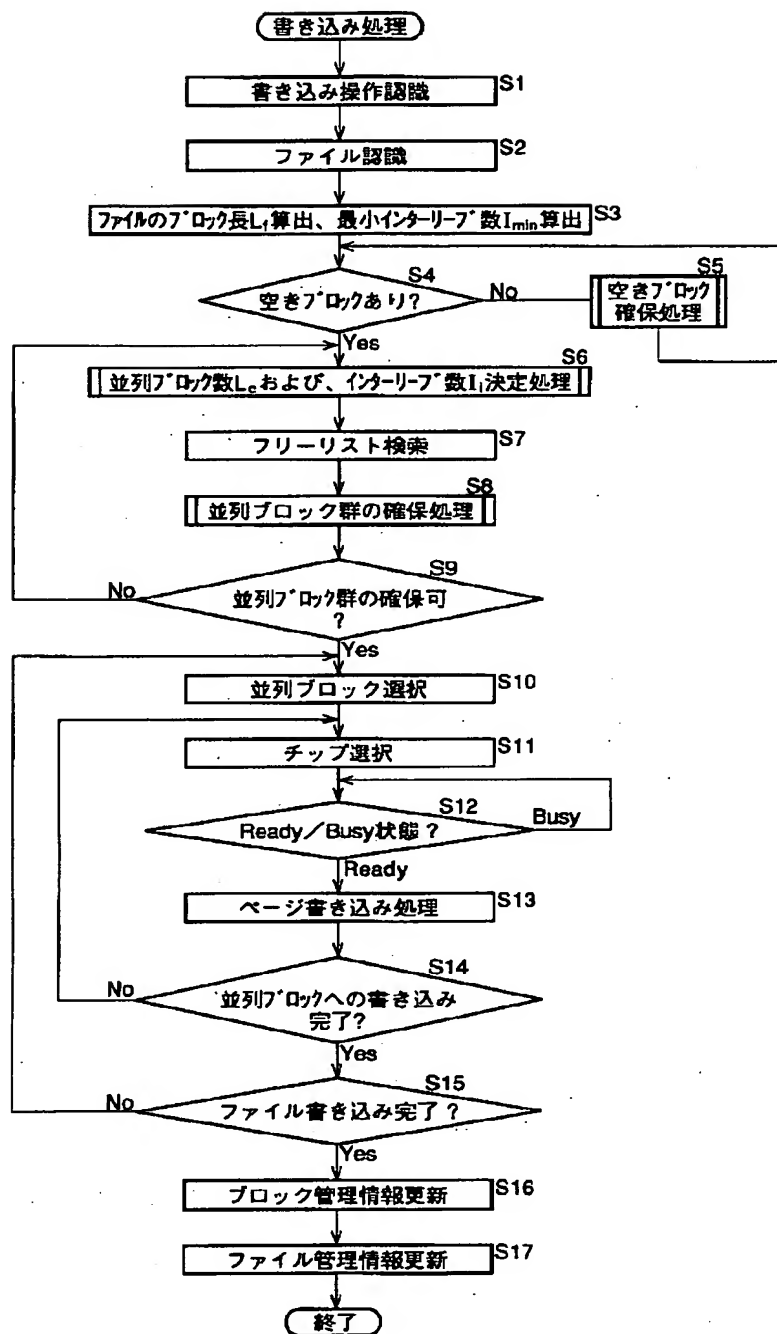 書き込み処理
書き込み操作認識 S1
ファイル認識 S2
ファイルのブロック長Lf算出、最小インターリーブ数Imin算出 S3
S4
空きブロックあり？ No
S5
空きブロック
確保処理
Yes
並列ブロック数Lcおよび、インターリーブ数Ii決定処理 S6
フリーリスト検索 S7
並列ブロック群の確保処理 S8
S9
No 並列ブロック群の確保可
？
Yes
並列ブロック選択 S10
チップ選択 S11
S12
Ready／Busy状態？ Busy
Ready
ページ書き込み処理 S13
S14
No 並列ブロックへの書き込み
完了？
Yes
S15
No ファイル書き込み完了？
Yes
ブロック管理情報更新 S16
ファイル管理情報更新 S17
終了